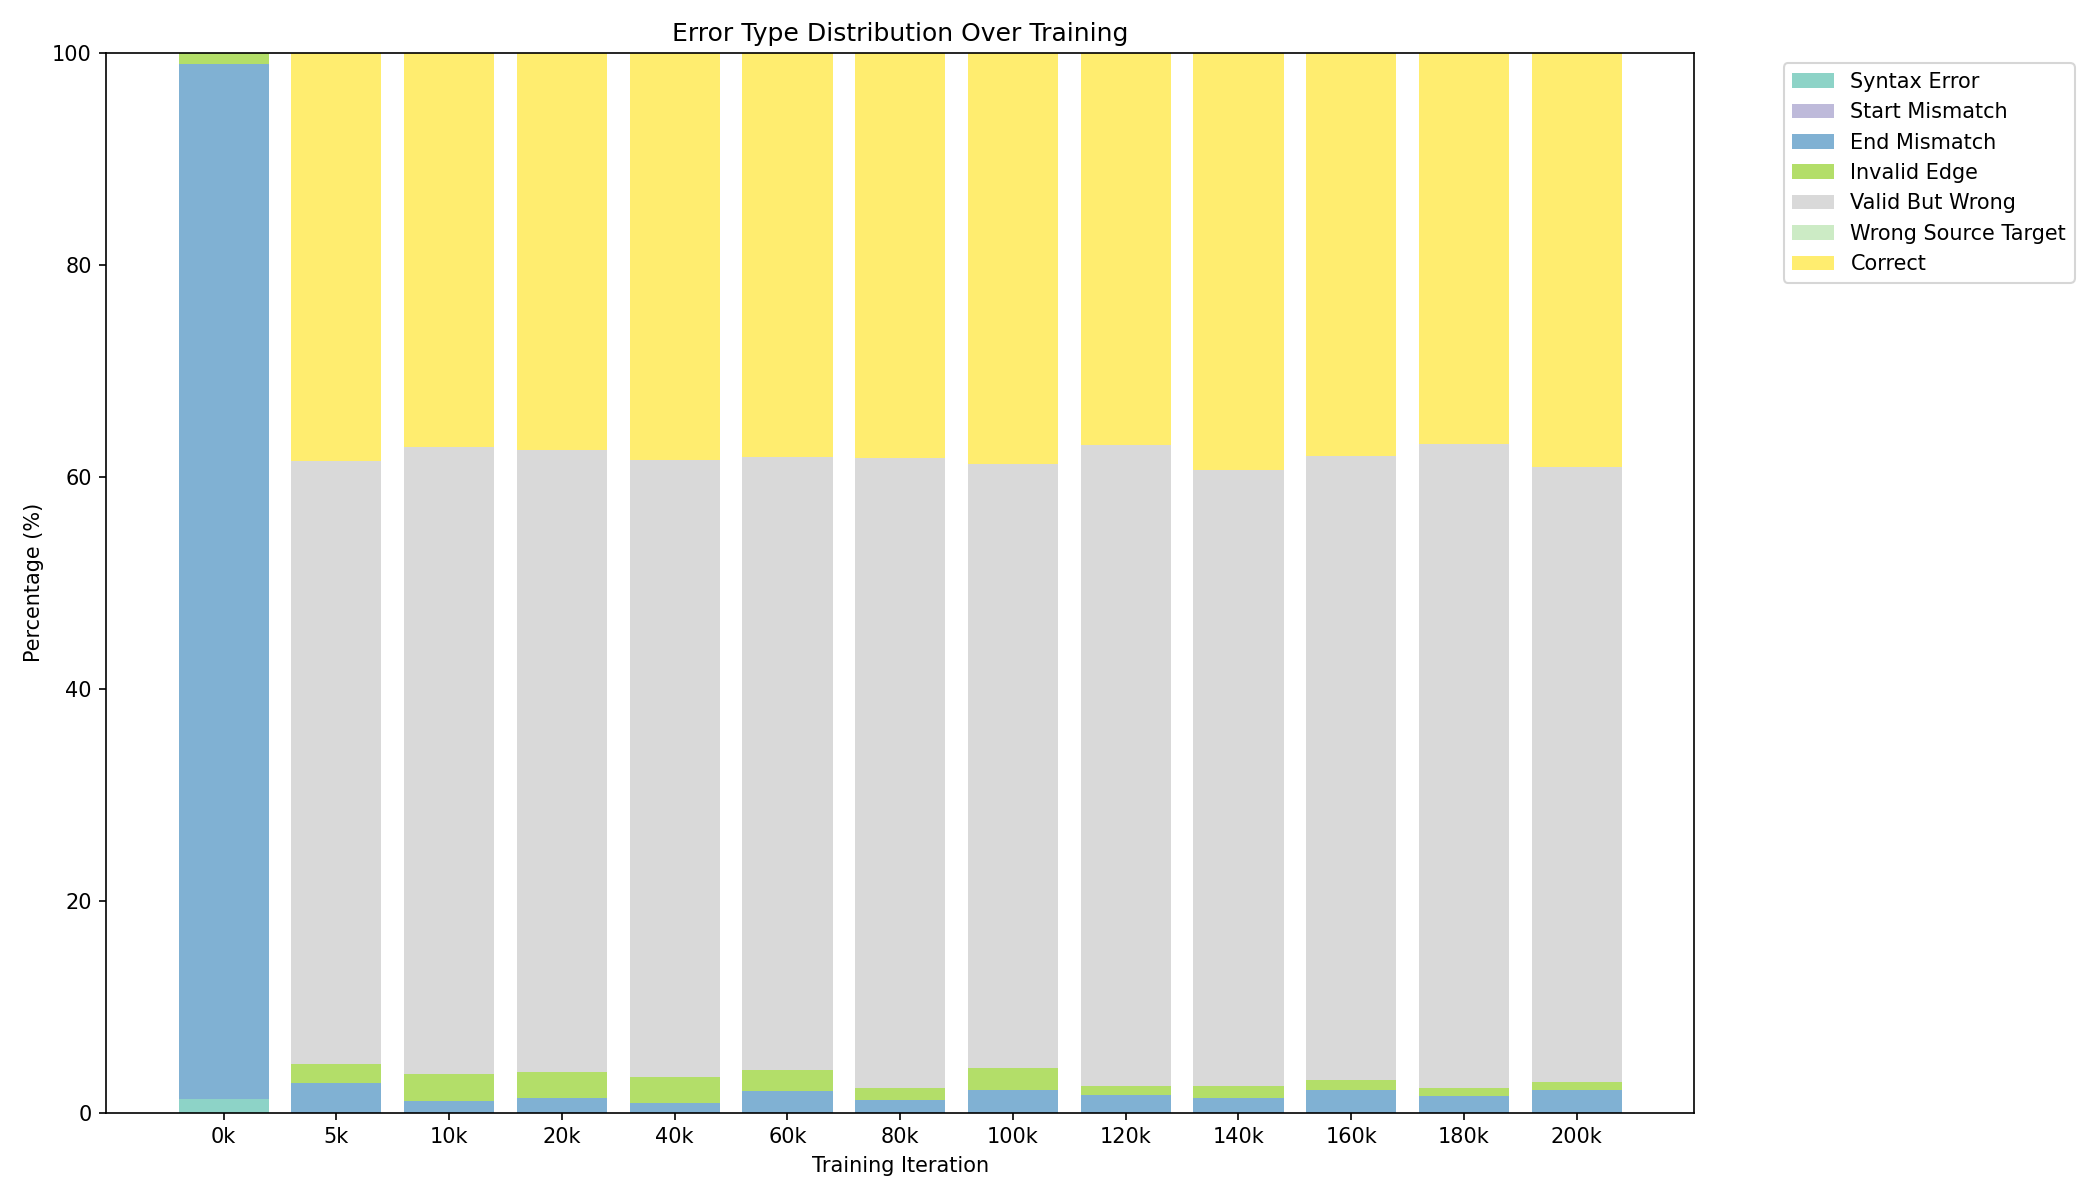 Error Type Distribution Over Training
Percentage (%)
100
80
60
40
20
0
0k 5k 10k 20k 40k 60k 80k 100k 120k 140k 160k 180k 200k
Training Iteration
Syntax Error
Start Mismatch
End Mismatch
Invalid Edge
Valid But Wrong
Wrong Source Target
Correct